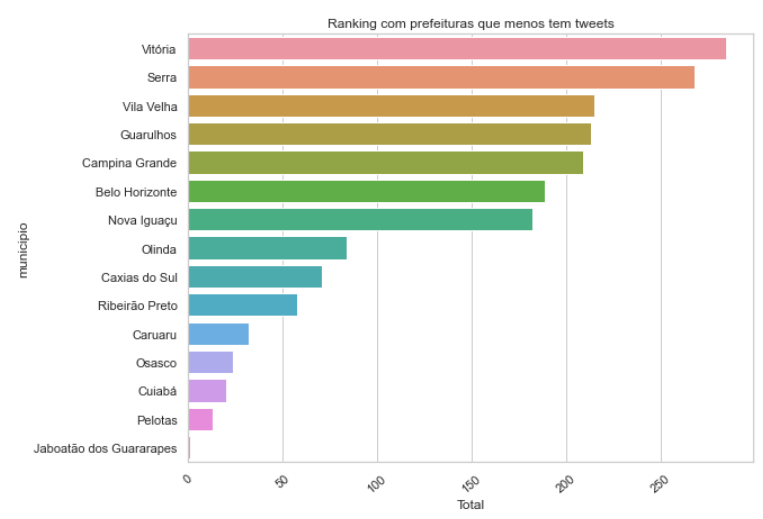 Ranking com prefeituras que menos tem tweets
Vitória
Serra
Vila Velha
Guarulhos
Campina Grande
Belo Horizonte
Nova Iguaçu
Olinda
Caxias do Sul
Ribeirão Preto
Caruaru
Osasco
Cuiabá
Pelotas
Jaboatão dos Guararapes
municipio
0
50
100
150
200
250
Total